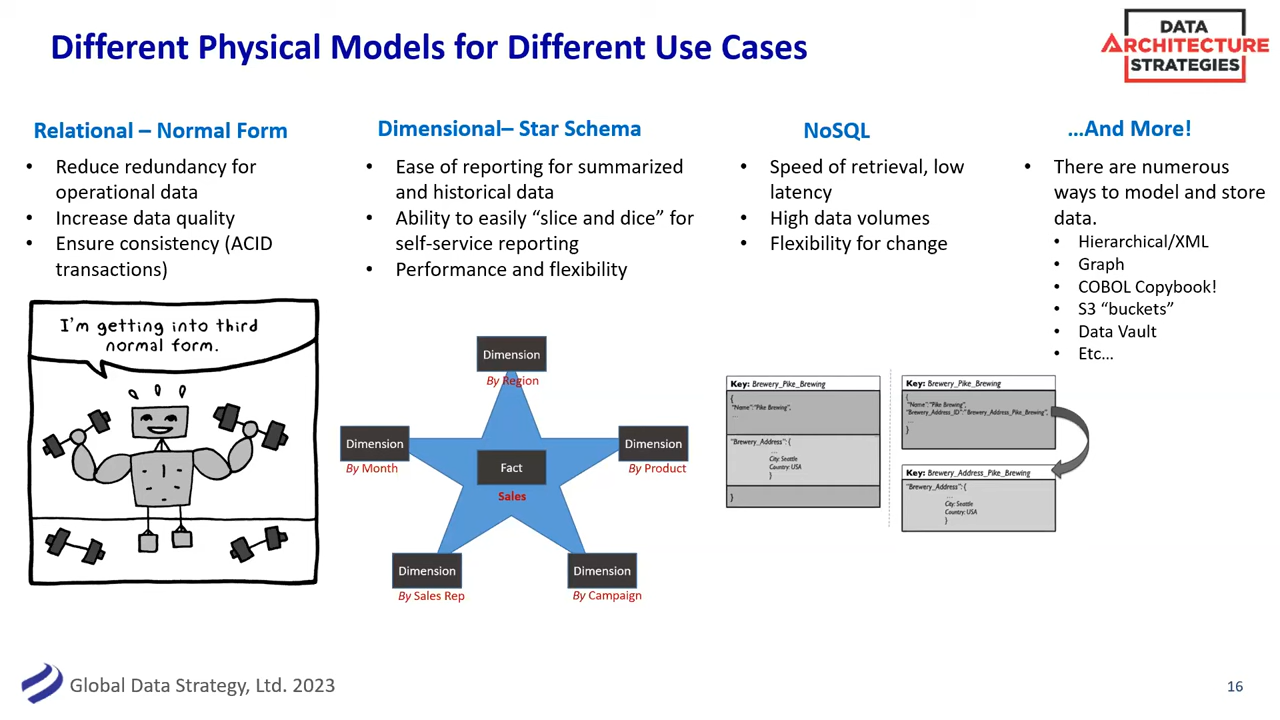 Different Physical Models for Different Use Cases
DATA
ARCHITECTURE
STRATEGIES
Relational – Normal Form
• Reduce redundancy for
operational data
• Increase data quality
• Ensure consistency (ACID
transactions)
I'm getting into third
normal form.
Dimensional– Star Schema
• Ease of reporting for summarized
and historical data
• Ability to easily “slice and dice” for
self-service reporting
• Performance and flexibility
Dimension
By Region
Dimension
By Month
Fact
Sales
Dimension
By Product
Dimension
By Sales Rep
Dimension
By Campaign
NoSQL
• Speed of retrieval, low
latency
• High data volumes
• Flexibility for change
Key: Brewery_Pike_Brewing
{
"Name":"Pike Brewing",
...
"Brewery_Address": {
...
City: Seattle
Country: USA
}
}
Key: Brewery_Pike_Brewing
{
"Name":"Pike Brewing",
"Brewery_Address_ID":" Brewery_Address_Pike_Brewing",
...
}
Key: Brewery_Address_Pike_Brewing
"Brewery_Address": {
...
City: Seattle
Country: USA
}
…And More!
• There are numerous
ways to model and store
data.
• Hierarchical/XML
• Graph
• COBOL Copybook!
• S3 “buckets”
• Data Vault
• Etc…
Global Data Strategy, Ltd. 2023
16